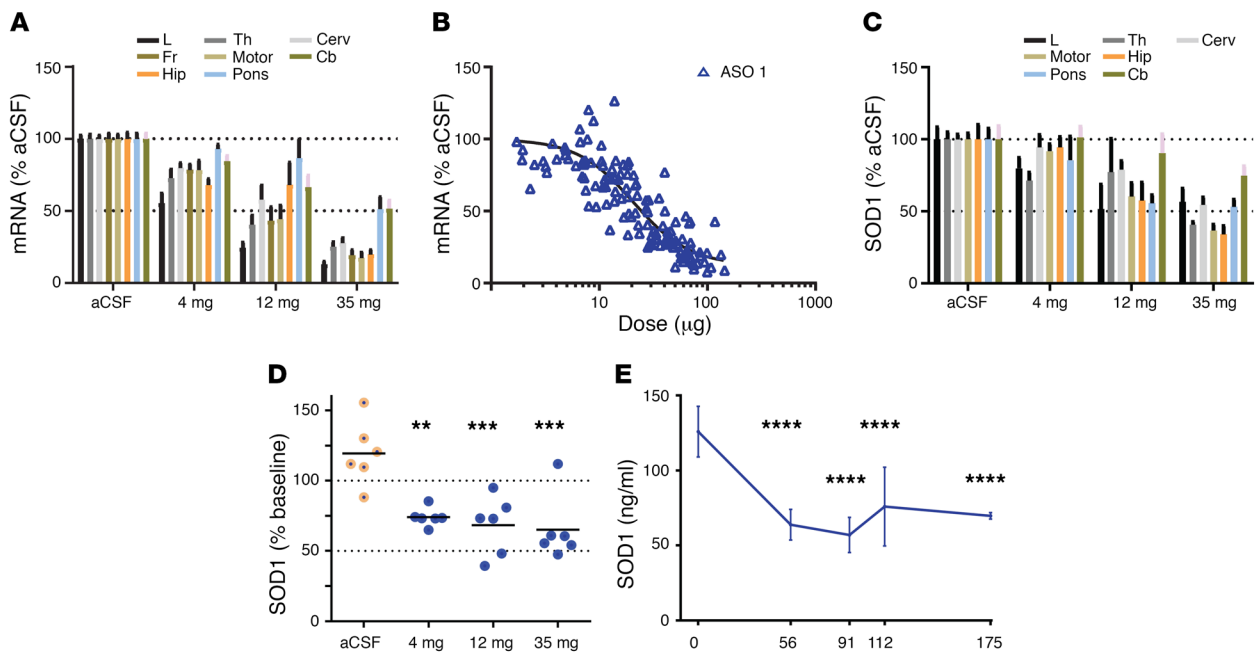 A
L Th Cerv
Fr Motor Cb
Hip Pons
mRNA (% aCSF)
150
100
50
0
aCSF 4 mg 12 mg 35 mg
B
ASO 1
mRNA (% aCSF)
150
100
50
0
10 100 1000
Dose (µg)
C
L Th Cerv
Motor Hip
Pons Cb
SOD1 (% aCSF)
150
100
50
0
aCSF 4 mg 12 mg 35 mg
D
SOD1 (% baseline)
150
100
50
0
** *** ***
aCSF 4 mg 12 mg 35 mg
E
SOD1 (ng/ml)
150
100
50
0
**** **** **** ****
0 56 91 112 175